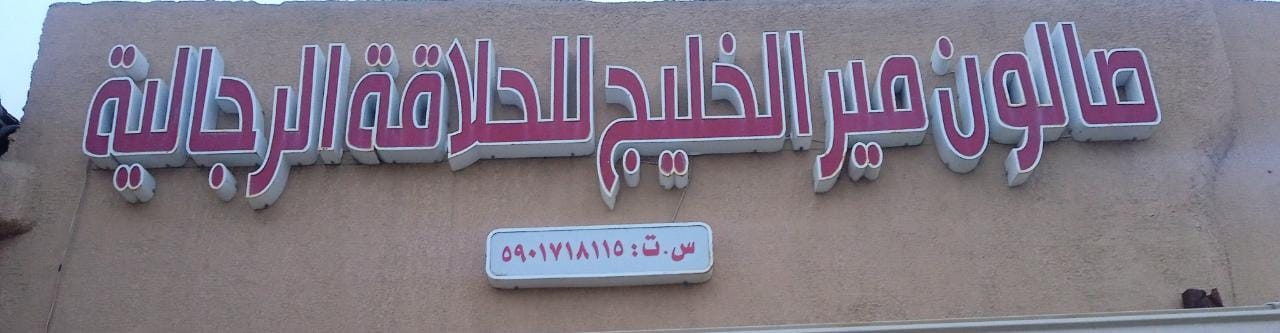 صالون مير الخليج للحلاقة الرجالية
س.ت: ٥٩٠١٧١٨١١٥